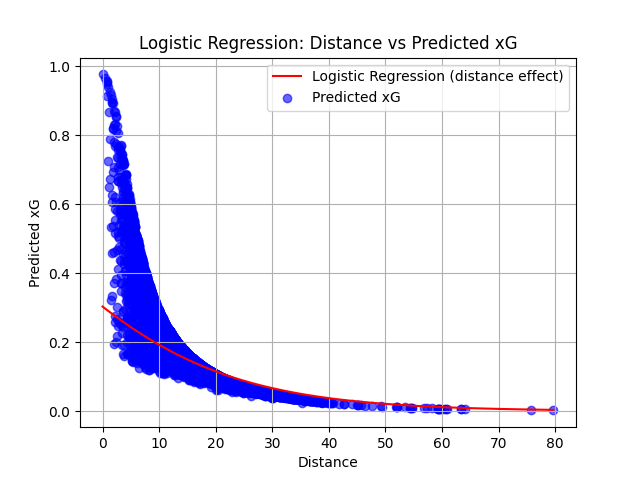 Logistic Regression: Distance vs Predicted xG
Logistic Regression (distance effect)
Predicted xG
Predicted xG
1.0
0.8
0.6
0.4
0.2
0.0
0 10 20 30 40 50 60 70 80
Distance